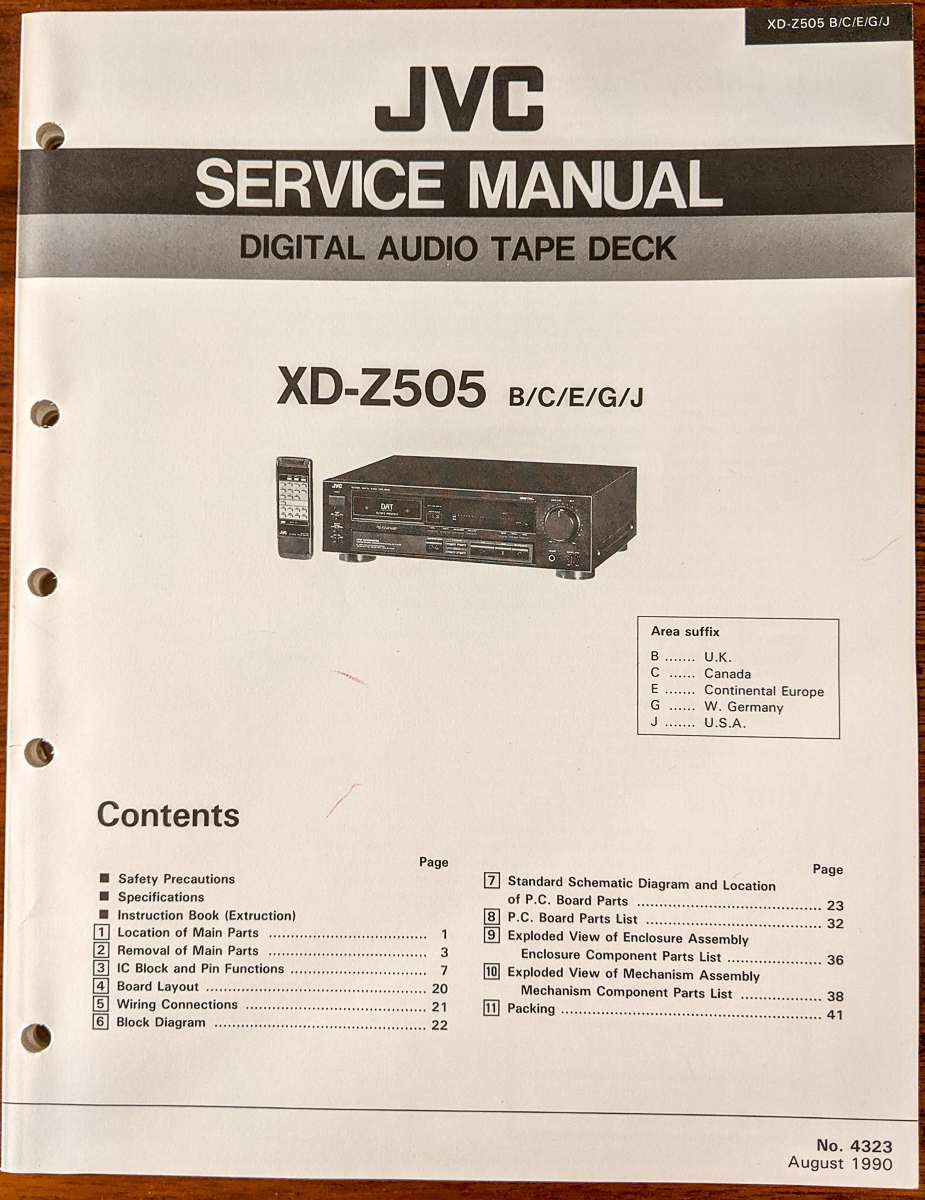 XD-Z505 B/C/E/G/J
JVC
SERVICE MANUAL
DIGITAL AUDIO TAPE DECK
XD-Z505 B/C/E/G/J
JVC
DAT
JVC
Area suffix
B ....... U.K.
C ...... Canada
E ....... Continental Europe
G ...... W. Germany
J ....... U.S.A.
Contents
Page
■ Safety Precautions
■ Specifications
■ Instruction Book (Extruction)
1 Location of Main Parts ................................... 1
2 Removal of Main Parts ................................... 3
3 IC Block and Pin Functions .............................. 7
4 Board Layout ................................................ 20
5 Wiring Connections ....................................... 21
6 Block Diagram .............................................. 22
Page
7 Standard Schematic Diagram and Location
of P.C. Board Parts ........................................ 23
8 P.C. Board Parts List ...................................... 32
9 Exploded View of Enclosure Assembly
Enclosure Component Parts List ..................... 36
10 Exploded View of Mechanism Assembly
Mechanism Component Parts List .................. 38
11 Packing ........................................................ 41
No. 4323
August 1990